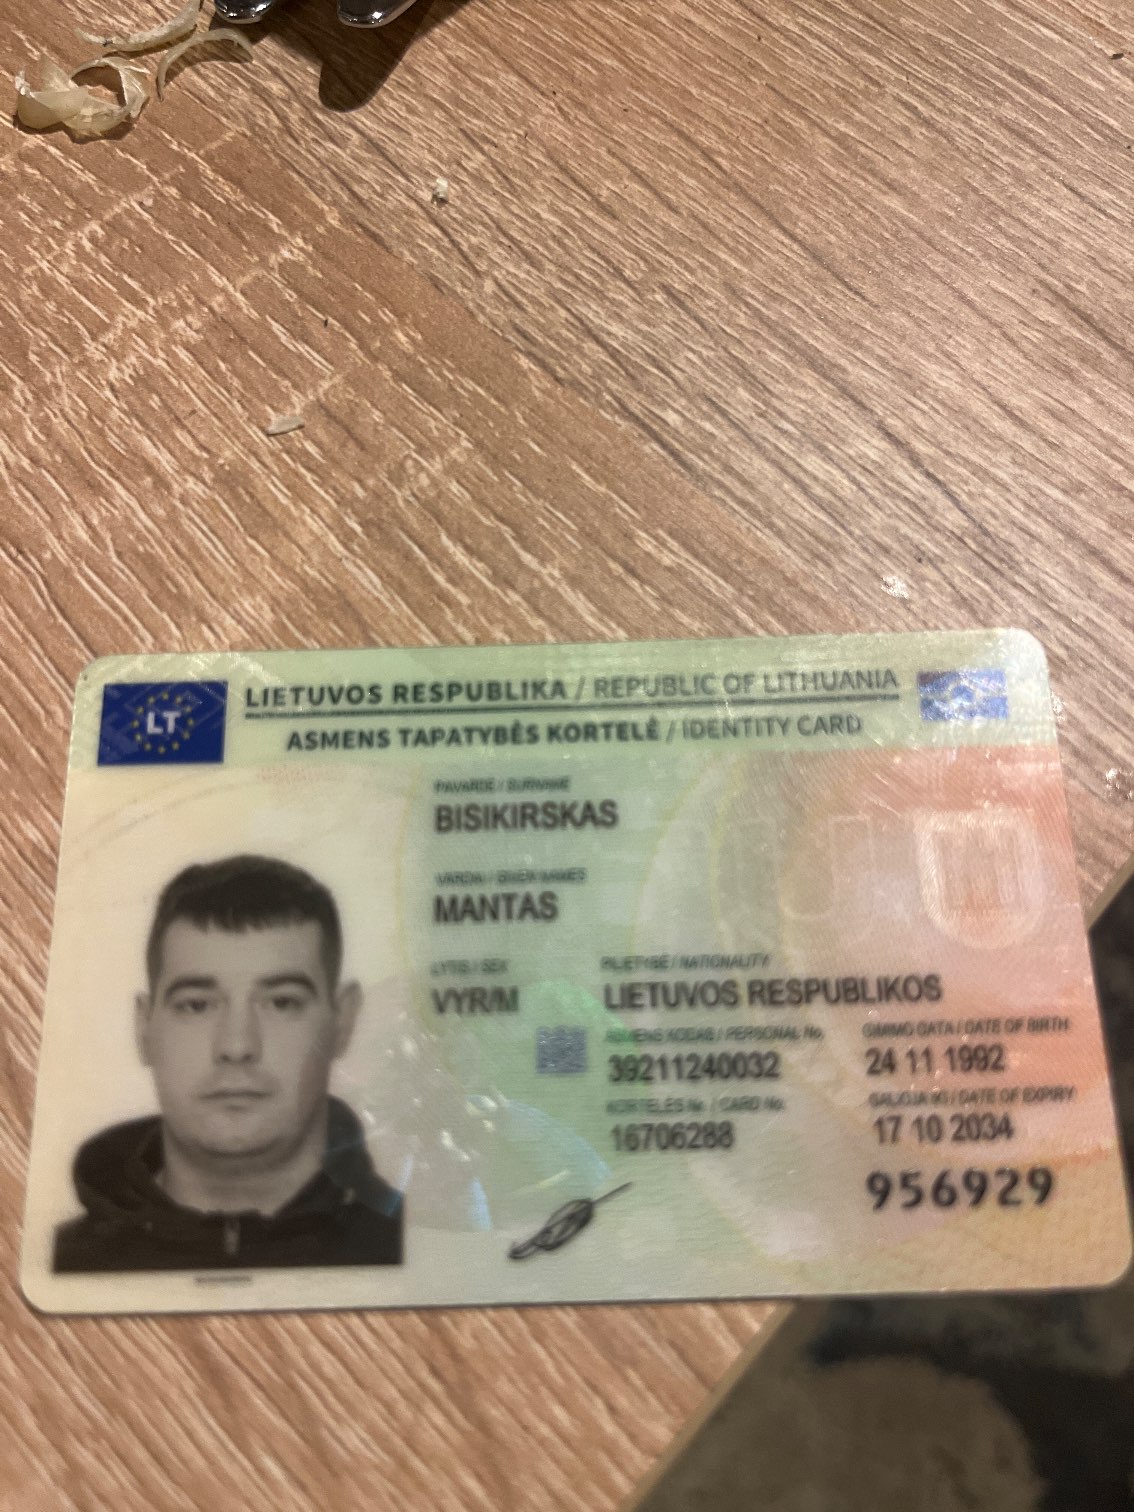 LT
LIETUVOS RESPUBLIKA / REPUBLIC OF LITHUANIA
ASMENS TAPATYBĖS KORTELĖ / IDENTITY CARD
PAVARDĖ / SURNAME
BISIKIRSKAS
VARDAI / GIVEN NAMES
MANTAS
LYTIS / SEX
PILIETYBĖ / NATIONALITY
VYR/M
LIETUVOS RESPUBLIKOS
ASMENS KODAS / PERSONAL No.
GIMIMO DATA / DATE OF BIRTH
39211240032
24 11 1992
KORTELĖS Nr. / CARD No.
GALIOJA IKI / DATE OF EXPIRY
16706288
17 10 2034
956929